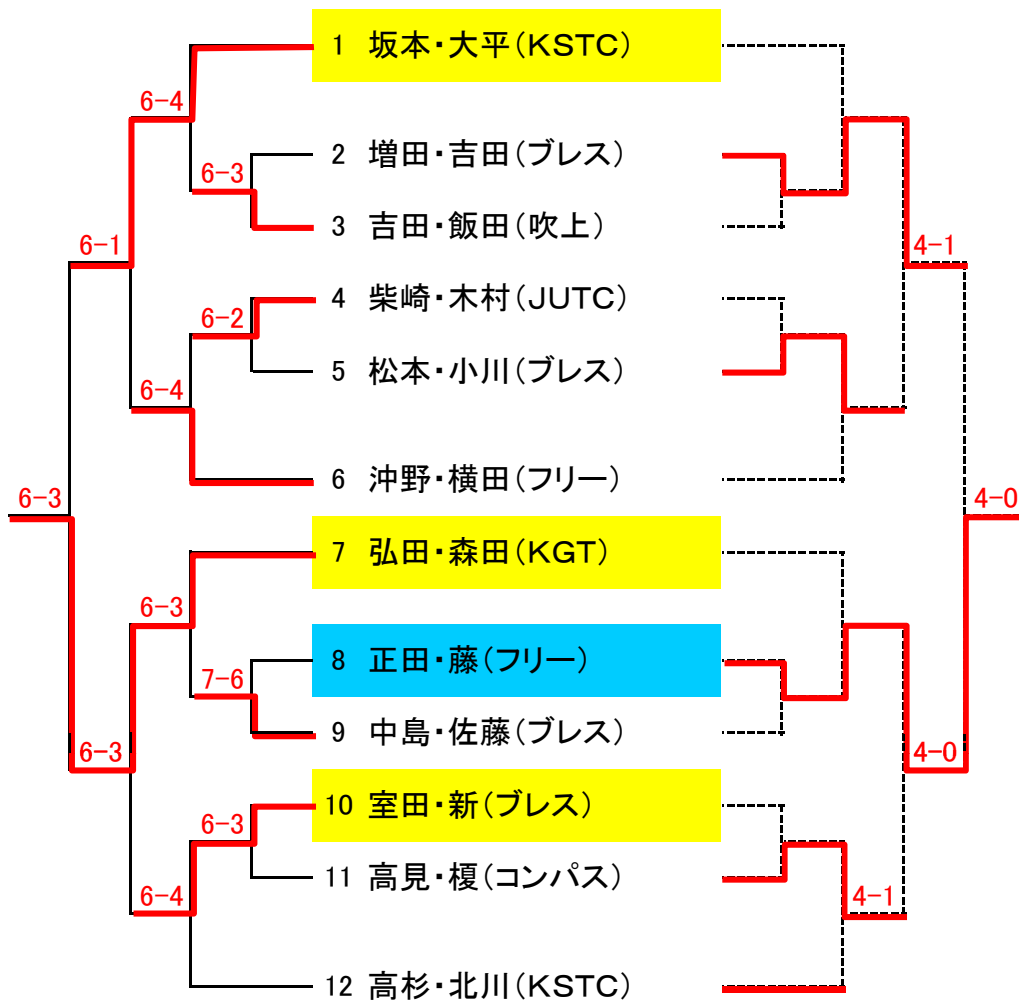 1 坂本・大平(KSTC)
6-4
2 増田・吉田(ブレス)
6-3
3 吉田・飯田(吹上)
6-1
4-1
4 柴崎・木村(JUTC)
6-2
5 松本・小川(ブレス)
6-4
6 沖野・横田(フリー)
6-3
4-0
7 弘田・森田(KGT)
6-3
8 正田・藤(フリー)
7-6
9 中島・佐藤(ブレス)
6-3
4-0
10 室田・新(ブレス)
6-3
11 高見・榎(コンパス)
6-4
4-1
12 高杉・北川(KSTC)